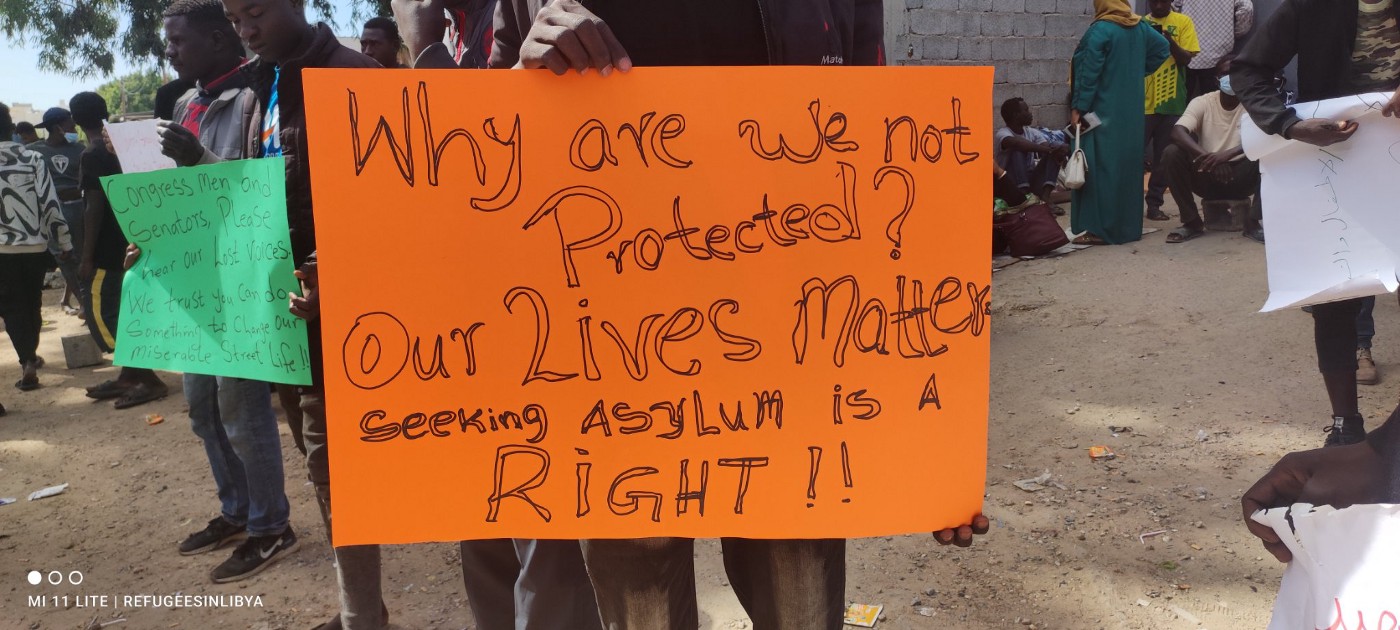 Why are we not
Protected?
Our Lives Matter
Seeking ASyLum is A
RiGHT !!
Congress Men and
Senators, Please
hear our Lost Voices.
We trust you can do
Something to Change our
miserable Street Life !!
MI 11 LITE | REFUGEESINLIBYA